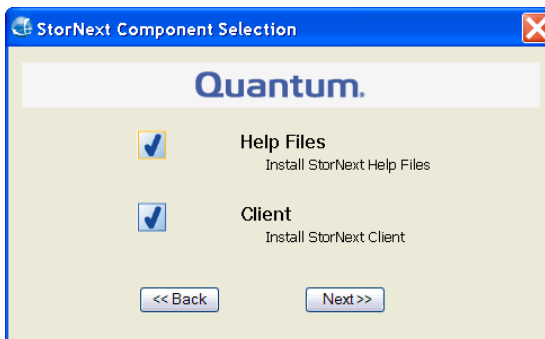 StorNext Component Selection
Quantum.
Help Files
Install StorNext Help Files
Client
Install StorNext Client
<< Back
Next >>